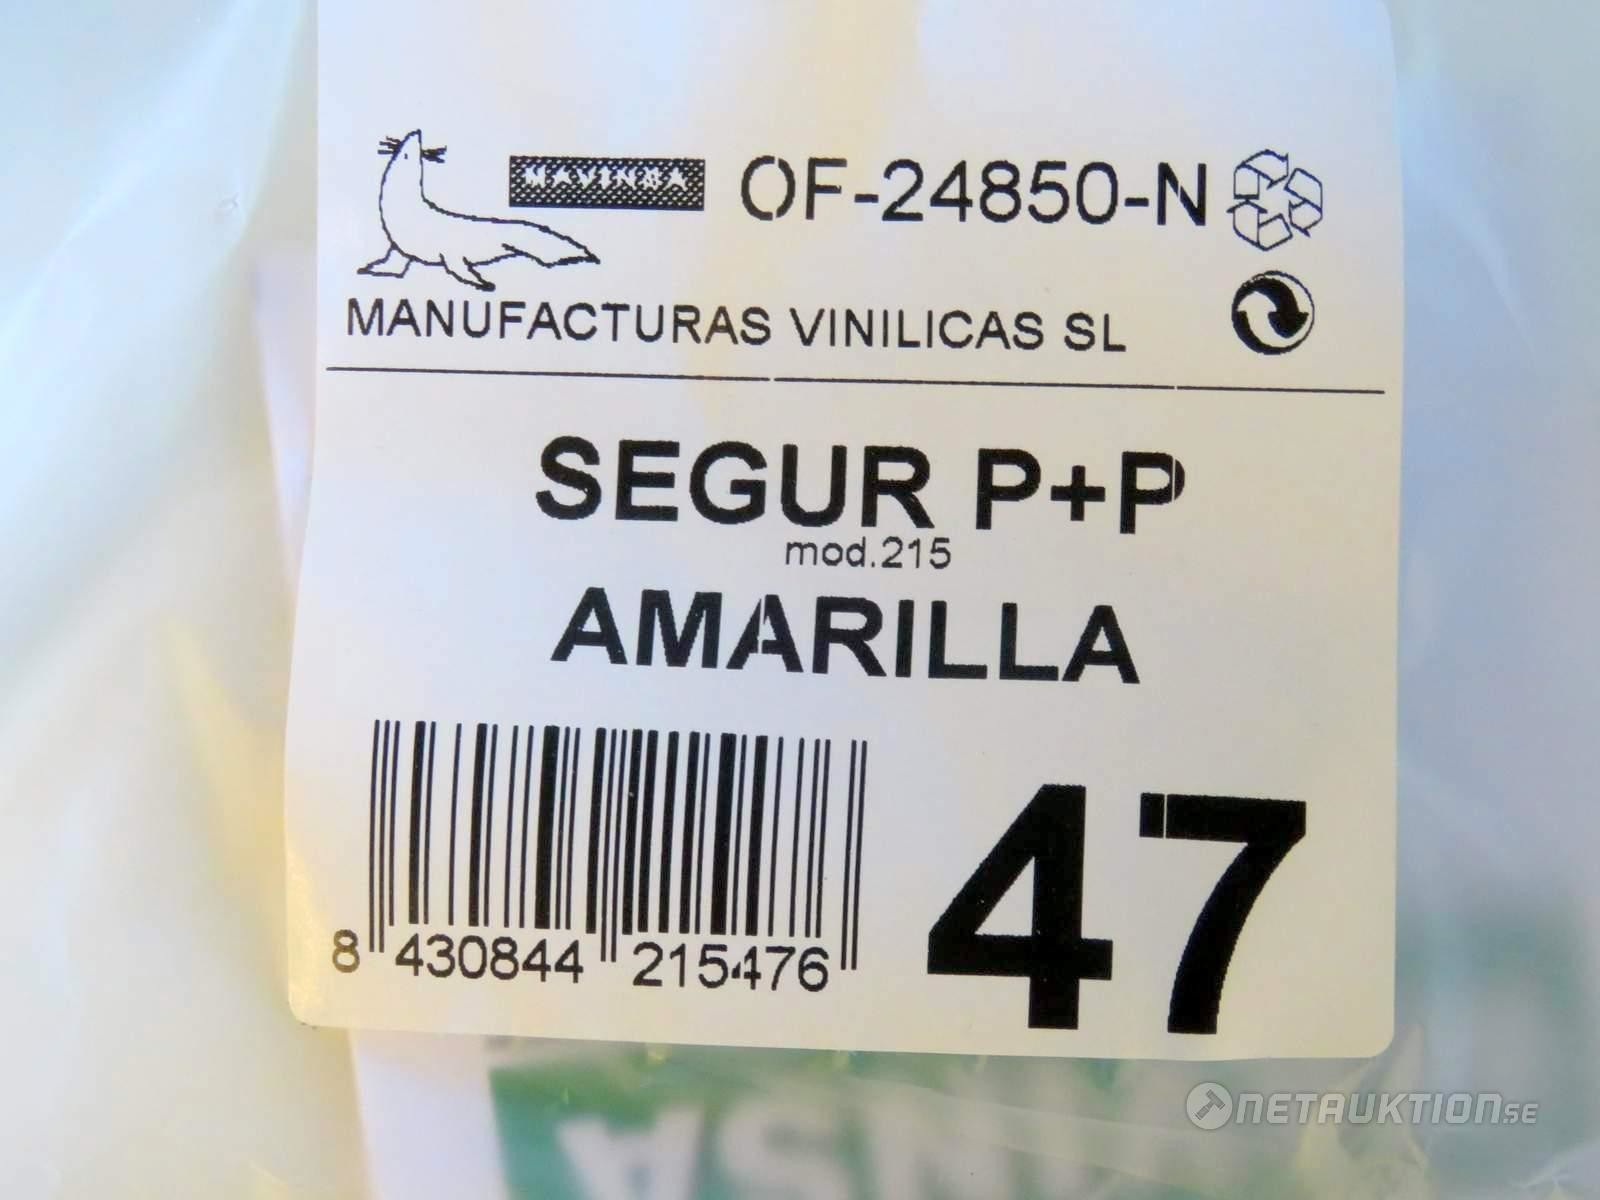 MAVINSA OF-24850-N
MANUFACTURAS VINILICAS SL
SEGUR P+P
mod.215
AMARILLA
8 430844 215476
47
NETAUKTION.SE